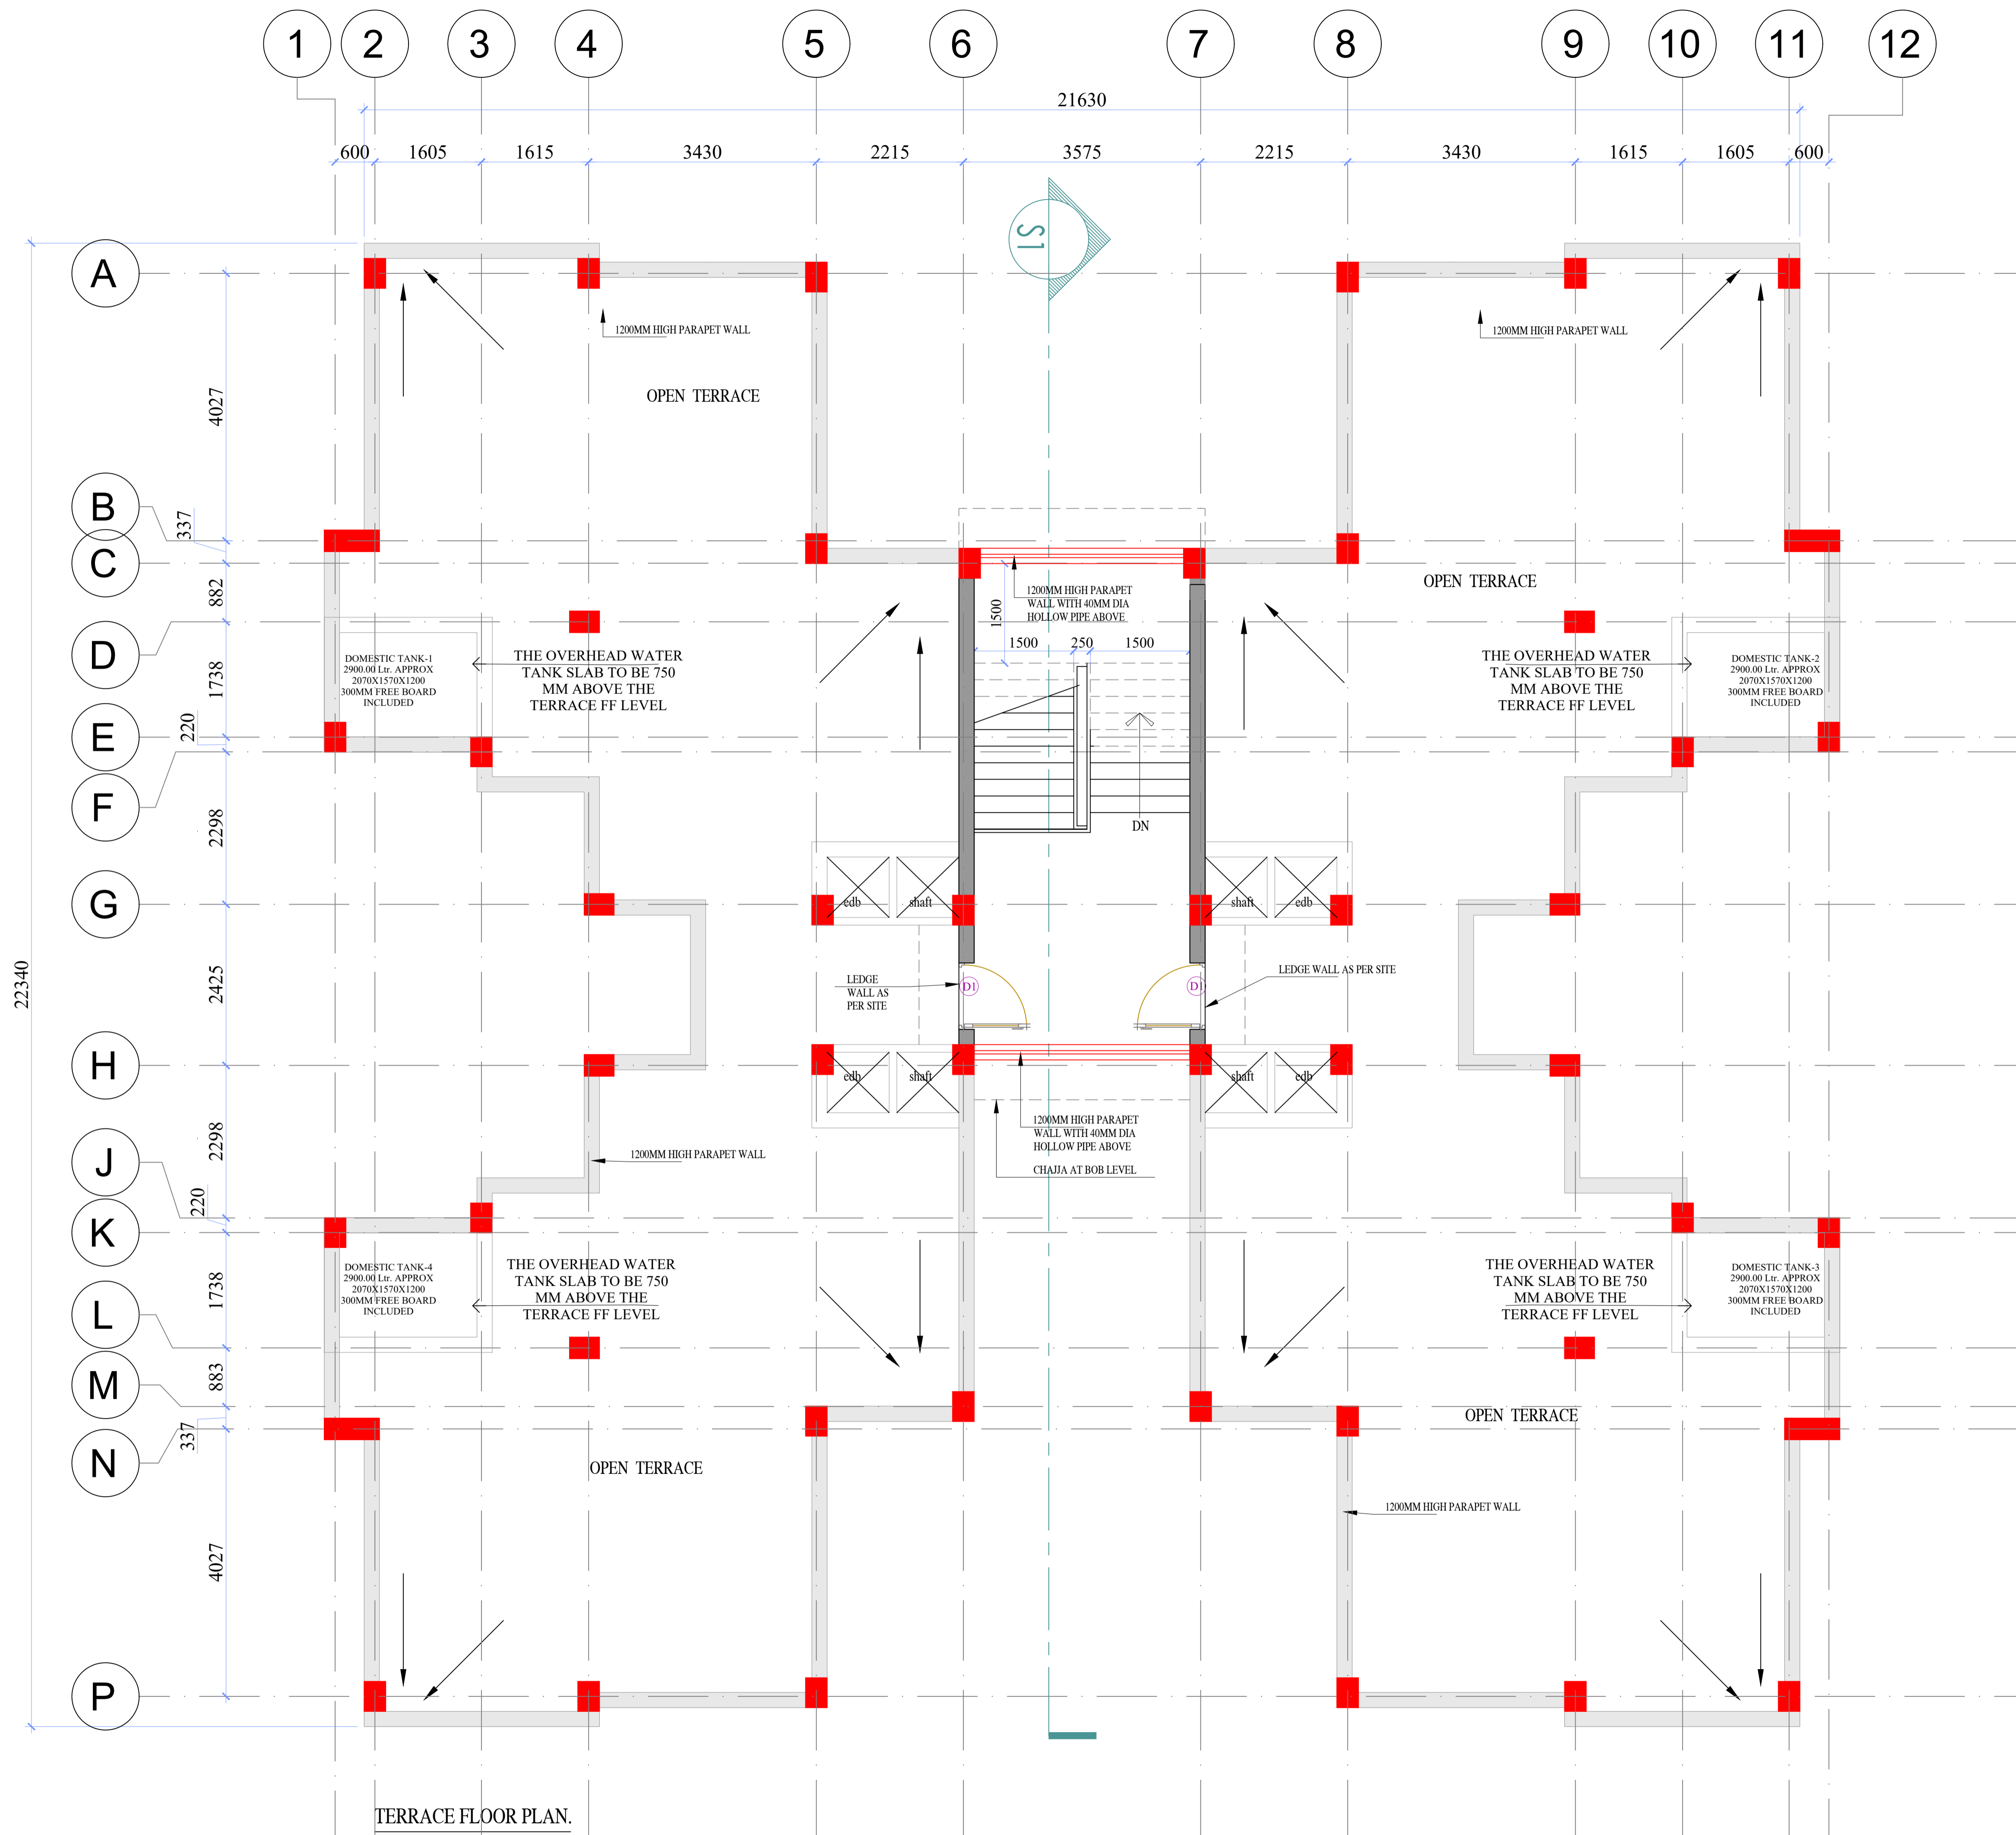 1 2 3 4 5 6 7 8 9 10 11 12
21630
600 1605 1615 3430 2215 3575 2215 3430 1615 1605 600
S1
A
1200MM HIGH PARAPET WALL
1200MM HIGH PARAPET WALL
4027
OPEN TERRACE
B
337
C
OPEN TERRACE
882
1200MM HIGH PARAPET
WALL WITH 40MM DIA
HOLLOW PIPE ABOVE
1500
1500 250 1500
D
1738
DOMESTIC TANK-1
2900.00 Ltr. APPROX
2070X1570X1200
300MM FREE BOARD
INCLUDED
THE OVERHEAD WATER
TANK SLAB TO BE 750
MM ABOVE THE
TERRACE FF LEVEL
THE OVERHEAD WATER
TANK SLAB TO BE 750
MM ABOVE THE
TERRACE FF LEVEL
DOMESTIC TANK-2
2900.00 Ltr. APPROX
2070X1570X1200
300MM FREE BOARD
INCLUDED
220
E
F
2298
DN
G
edb shaft shaft edb
22340
2425
LEDGE
WALL AS
PER SITE
D1
D1
LEDGE WALL AS PER SITE
H
edb shaft shaft edb
1200MM HIGH PARAPET
WALL WITH 40MM DIA
HOLLOW PIPE ABOVE
CHAJJA AT BOB LEVEL
2298
J
1200MM HIGH PARAPET WALL
220
K
1738
DOMESTIC TANK-4
2900.00 Ltr. APPROX
2070X1570X1200
300MM FREE BOARD
INCLUDED
THE OVERHEAD WATER
TANK SLAB TO BE 750
MM ABOVE THE
TERRACE FF LEVEL
THE OVERHEAD WATER
TANK SLAB TO BE 750
MM ABOVE THE
TERRACE FF LEVEL
DOMESTIC TANK-3
2900.00 Ltr. APPROX
2070X1570X1200
300MM FREE BOARD
INCLUDED
L
883
M
OPEN TERRACE
337
N
OPEN TERRACE
1200MM HIGH PARAPET WALL
4027
P
TERRACE FLOOR PLAN.